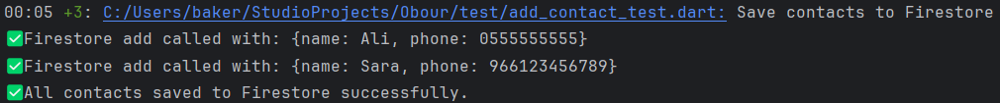 00:05 +3: C:/Users/baker/StudioProjects/Obour/test/add_contact_test.dart: Save contacts to Firestore
✅Firestore add called with: {name: Ali, phone: 0555555555}
✅Firestore add called with: {name: Sara, phone: 966123456789}
✅All contacts saved to Firestore successfully.